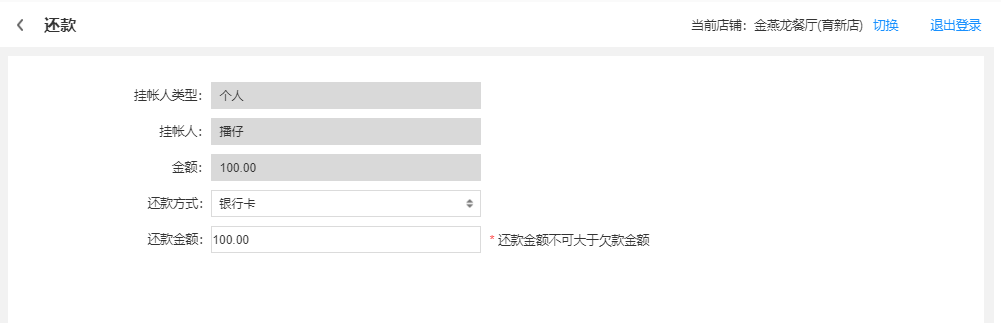 还款
当前店铺：金燕龙餐厅(育新店) 切换 退出登录
挂帐人类型： 个人
挂帐人： 播仔
金额： 100.00
还款方式： 银行卡
还款金额： 100.00 * 还款金额不可大于欠款金额